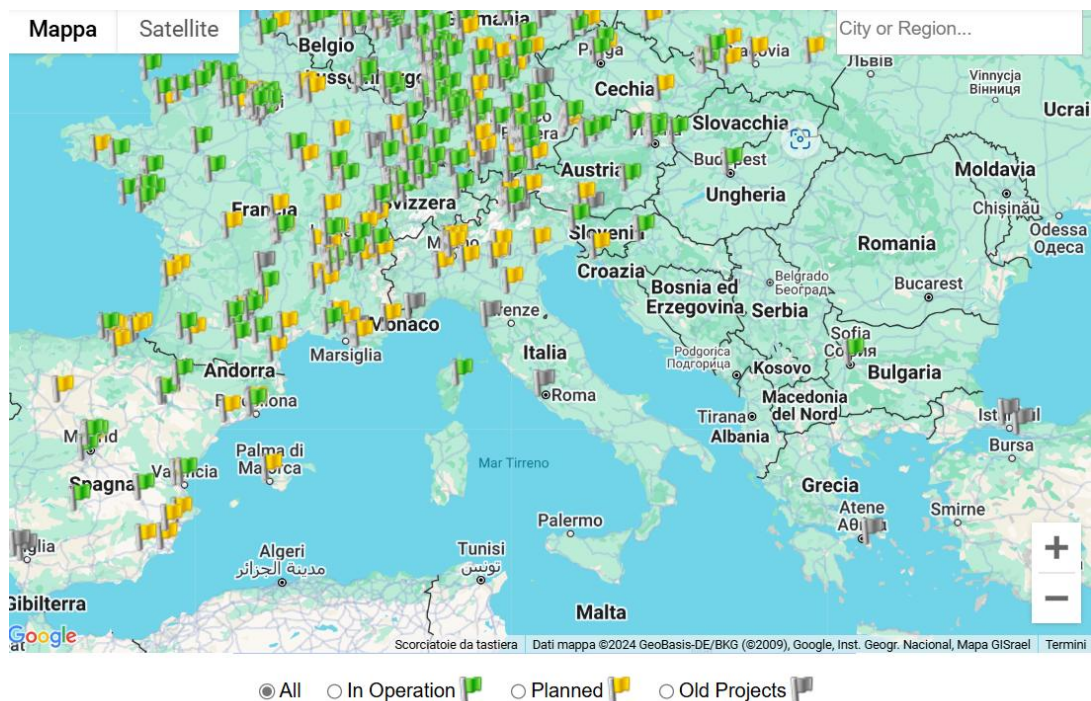 Mappa Satellite
City or Region...
Belgio
Germania
Praga
Cracovia
Львів
Vinnycja
Вінниця
Cechia
Ucrai
Slovacchia
Austria
Budapest
Ungheria
Moldavia
Chișinău
Odessa
Одеса
Francia
Svizzera
Slovenia
Croazia
Romania
Bosnia ed
Erzegovina
Belgrado
Београд
Serbia
Bucarest
Monaco
Marsiglia
Italia
Roma
Podgorica
Подгорица
Kosovo
Sofia
София
Bulgaria
Andorra
Macedonia
del Nord
Tirana
Albania
Bursa
Madrid
Valencia
Spagna
Palma di
Maiorca
Mar Tirreno
Grecia
Atene
Smirne
Palermo
Algeri
مدينة الجزائر
Tunisi
تونس
Gibilterra
Malta
Google
Scorciatoie da tastiera Dati mappa ©2024 GeoBasis-DE/BKG (©2009), Google, Inst. Geogr. Nacional, Mapa GISrael Termini
All In Operation Planned Old Projects